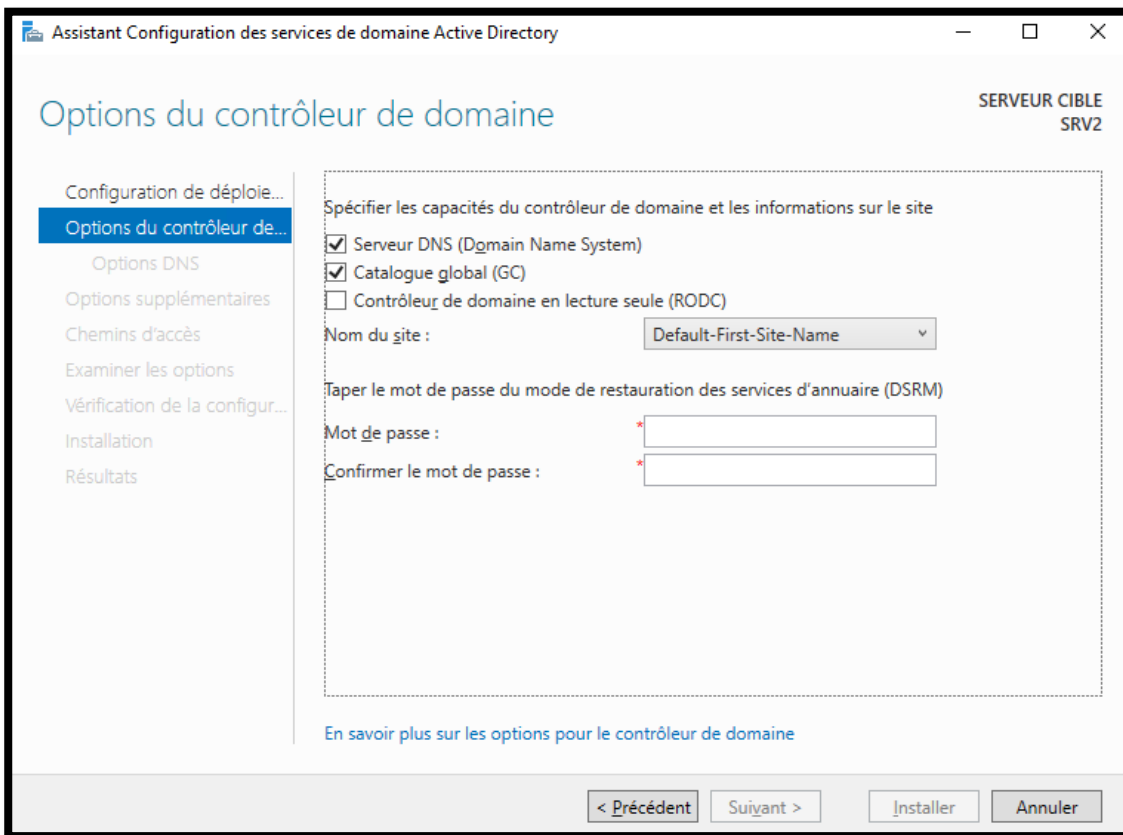 Assistant Configuration des services de domaine Active Directory
Options du contrôleur de domaine
SERVEUR CIBLE
SRV2
Configuration de déploie...
Options du contrôleur de...
Options DNS
Options supplémentaires
Chemins d'accès
Examiner les options
Vérification de la configur...
Installation
Résultats
Spécifier les capacités du contrôleur de domaine et les informations sur le site
Serveur DNS (Domain Name System)
Catalogue global (GC)
Contrôleur de domaine en lecture seule (RODC)
Nom du site : Default-First-Site-Name
Taper le mot de passe du mode de restauration des services d'annuaire (DSRM)
Mot de passe : *
Confirmer le mot de passe : *
En savoir plus sur les options pour le contrôleur de domaine
< Précédent Suivant > Installer Annuler